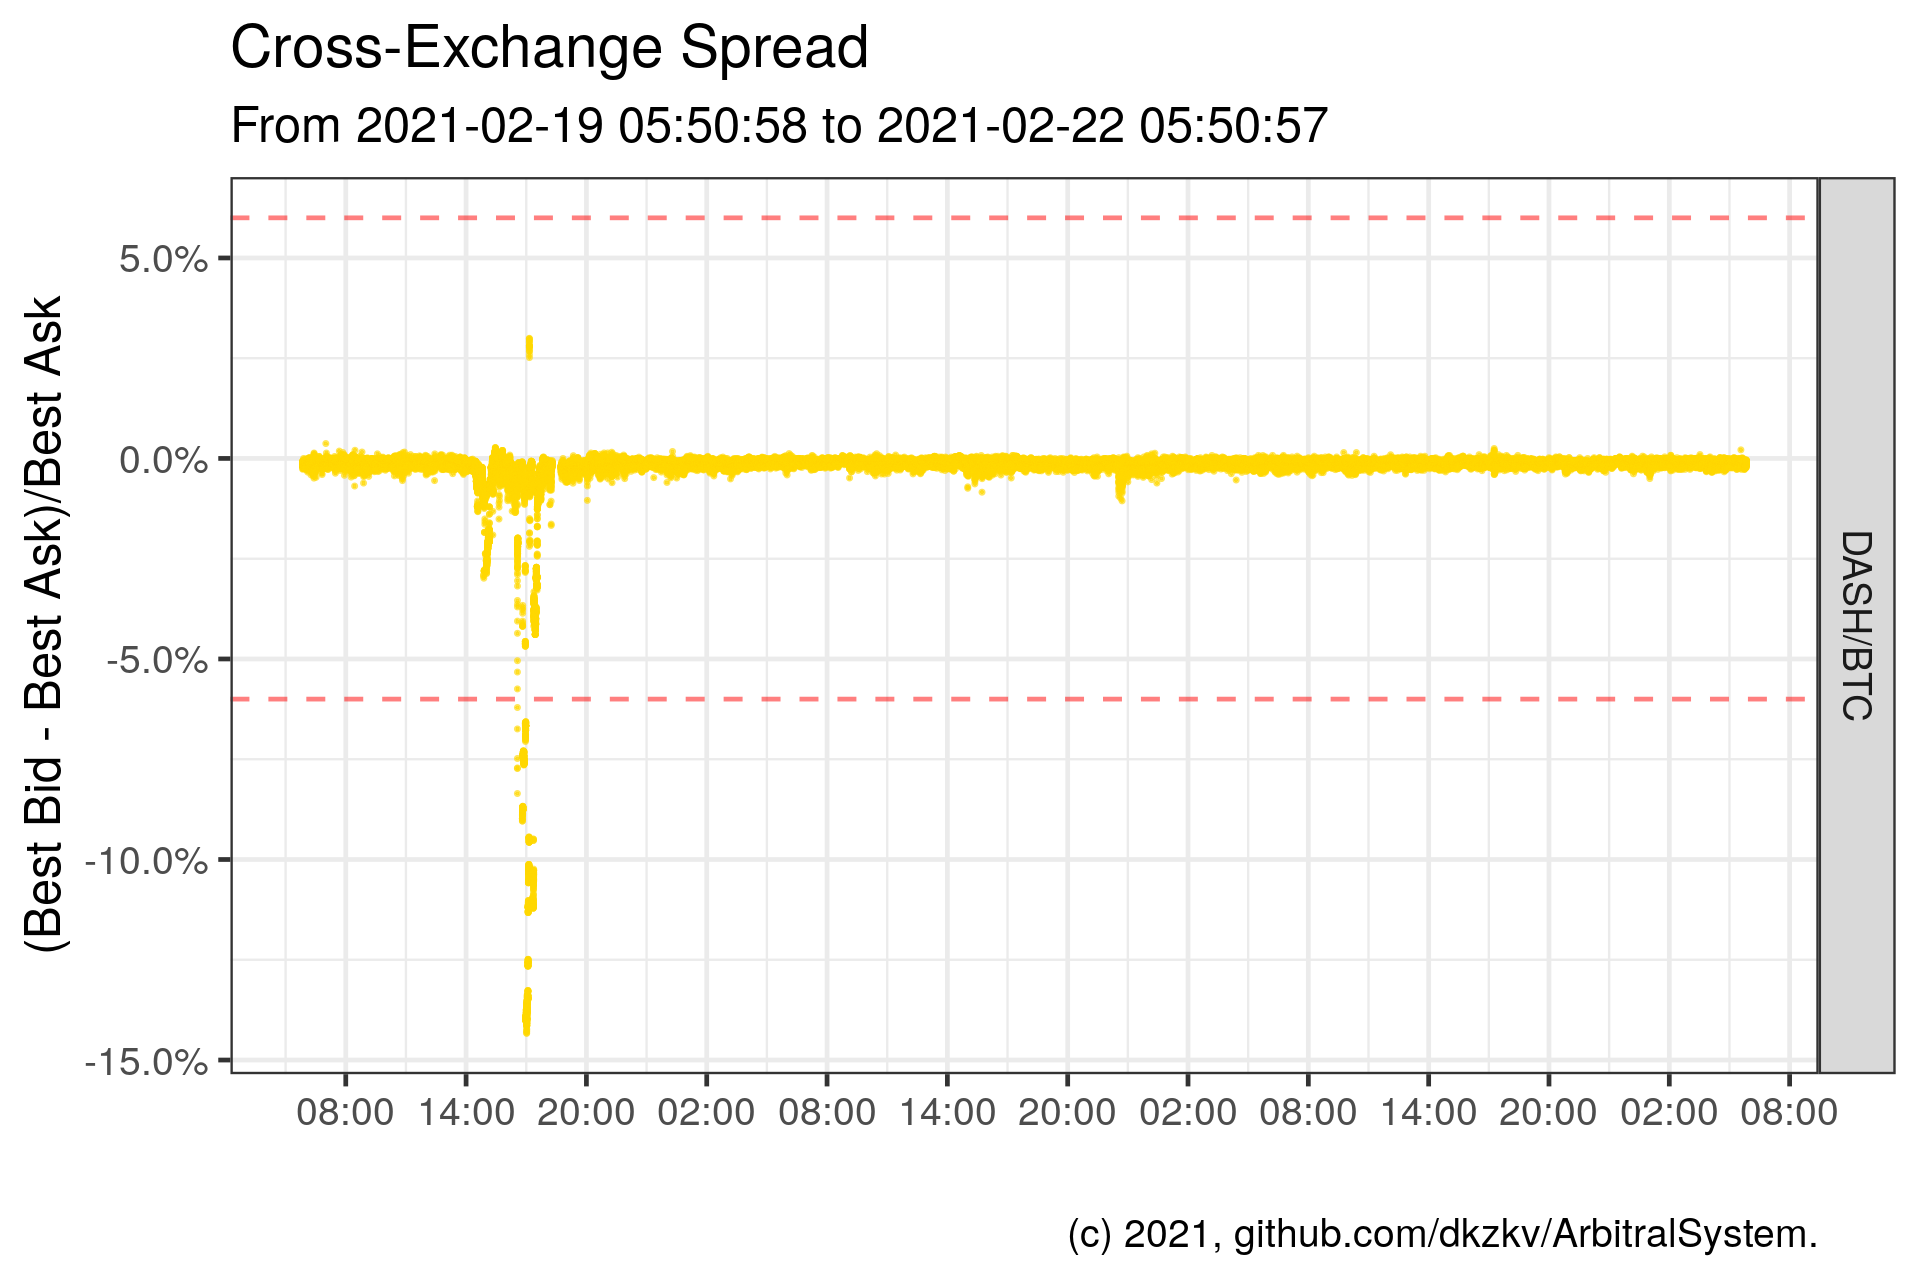 Cross-Exchange Spread
From 2021-02-19 05:50:58 to 2021-02-22 05:50:57
(Best Bid - Best Ask)/Best Ask
5.0%
0.0%
-5.0%
-10.0%
-15.0%
DASH/BTC
08:00 14:00 20:00 02:00 08:00 14:00 20:00 02:00 08:00 14:00 20:00 02:00 08:00
(c) 2021, github.com/dkzkv/ArbitralSystem.